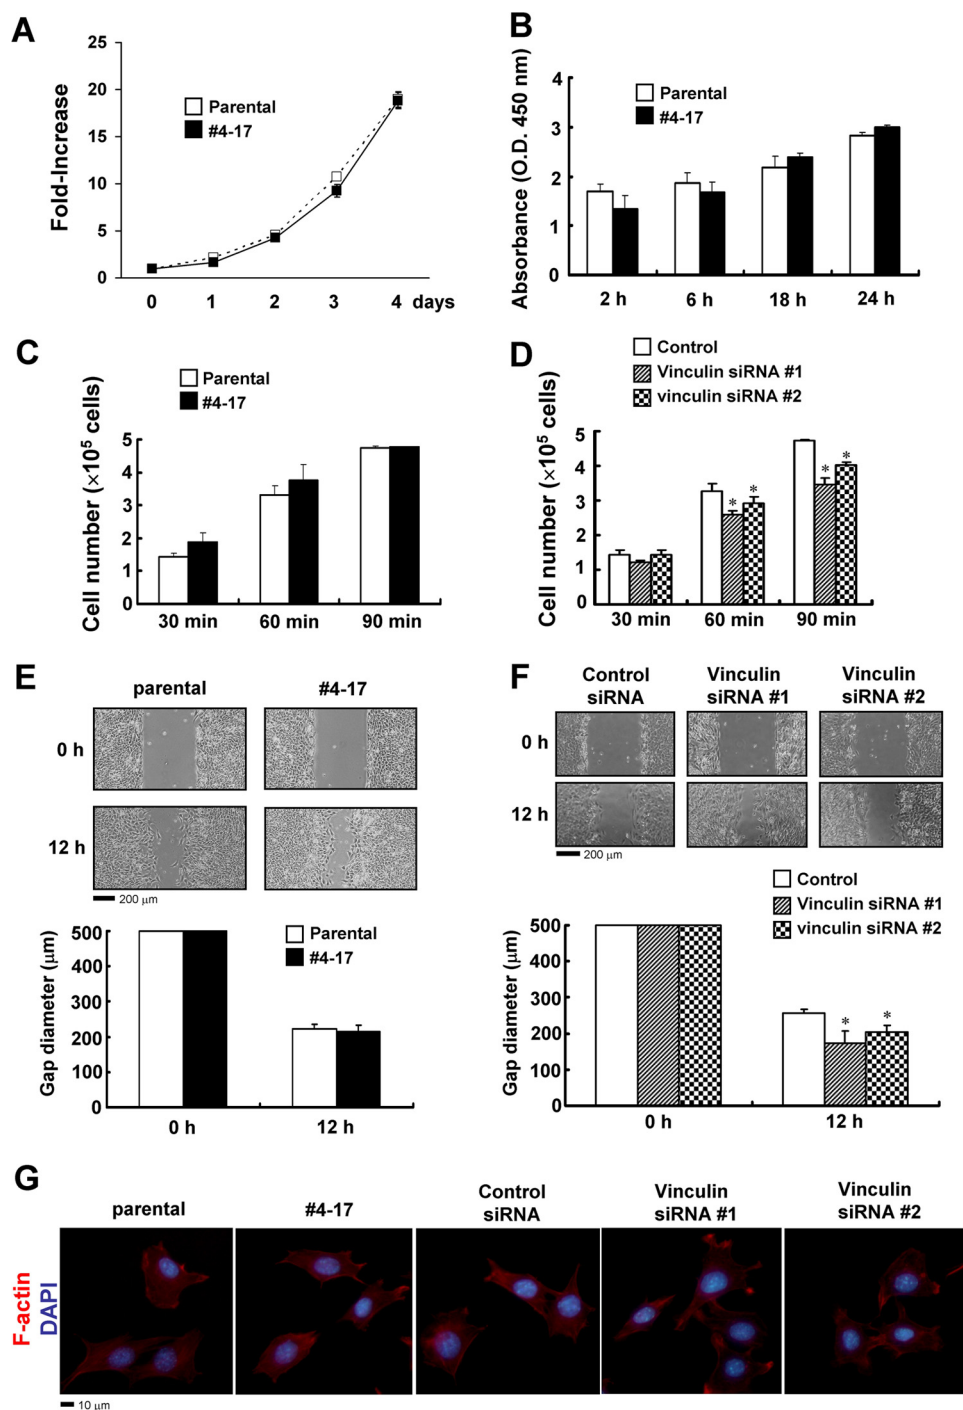 A
25
20
15
10
5
0
Fold-Increase
Parental
#4-17
0 1 2 3 4 days
B
Absorbance (O.D. 450 nm)
4
3
2
1
0
Parental
#4-17
2 h 6 h 18 h 24 h
C
Parental
#4-17
Cell number (×10⁵ cells)
5
4
3
2
1
0
30 min 60 min 90 min
D
Control
Vinculin siRNA #1
vinculin siRNA #2
Cell number (×10⁵ cells)
5
4
3
2
1
0
* * * *
30 min 60 min 90 min
E
parental #4-17
0 h
12 h
200 μm
Gap diameter (μm)
500
400
300
200
100
0
Parental
#4-17
0 h 12 h
F
Control siRNA
Vinculin siRNA #1
Vinculin siRNA #2
0 h
12 h
200 μm
Control
Vinculin siRNA #1
vinculin siRNA #2
Gap diameter (μm)
500
400
300
200
100
0
* *
0 h 12 h
G
parental
#4-17
Control siRNA
Vinculin siRNA #1
Vinculin siRNA #2
F-actin
DAPI
10 μm